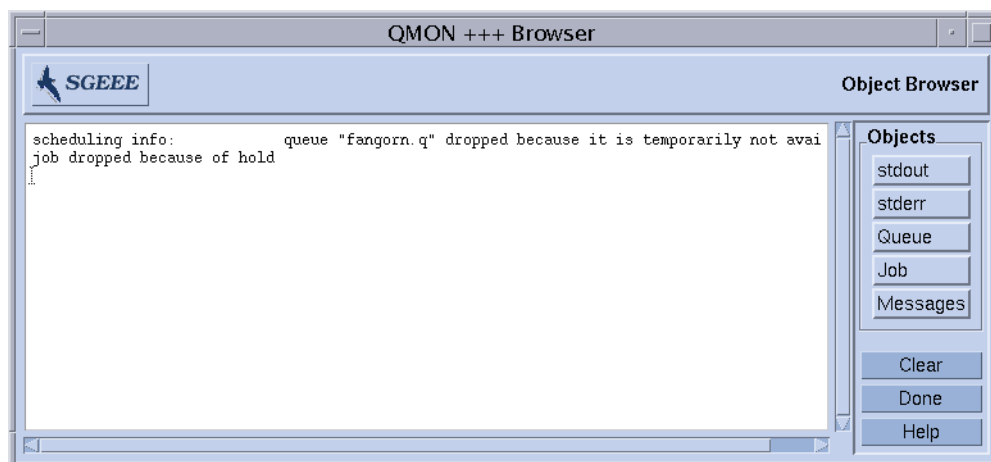 QMON +++ Browser
SGEEE
Object Browser
scheduling info: queue "fangorn.q" dropped because it is temporarily not avai
job dropped because of hold
Objects
stdout
stderr
Queue
Job
Messages
Clear
Done
Help